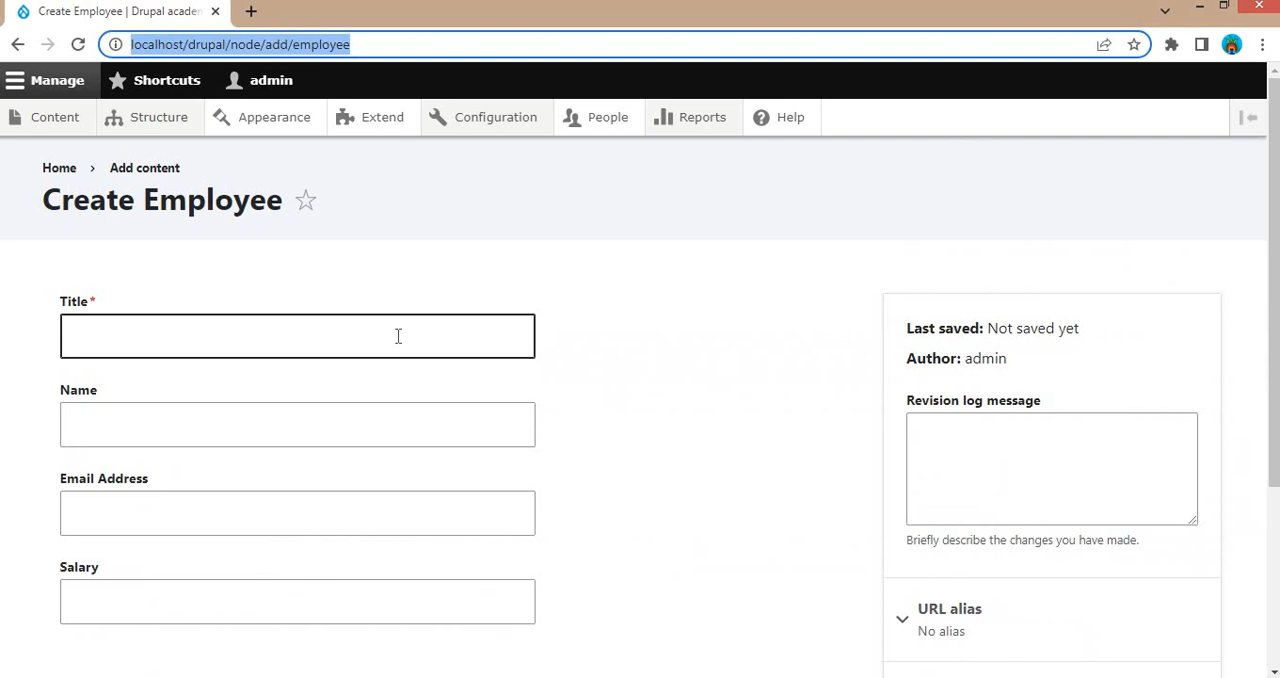 Create Employee | Drupal acaden
localhost/drupal/node/add/employee
Manage Shortcuts admin
Content Structure Appearance Extend Configuration People Reports Help
Home › Add content
Create Employee
Title*
Name
Email Address
Salary
Last saved: Not saved yet
Author: admin
Revision log message
Briefly describe the changes you have made.
URL alias
No alias